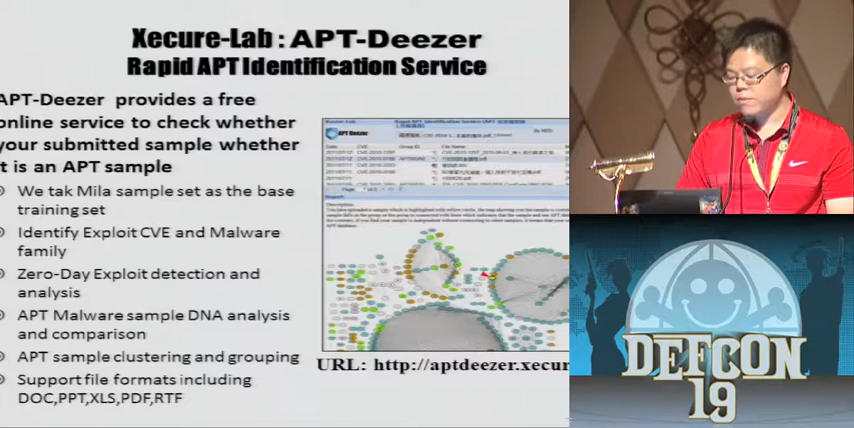 Xecure-Lab : APT-Deezer
Rapid APT Identification Service
APT-Deezer provides a free
online service to check whether
your submitted sample whether
t is an APT sample
We tak Mila sample set as the base
training set
Identify Exploit CVE and Malware
family
Zero-Day Exploit detection and
analysis
APT Malware sample DNA analysis
and comparison
APT sample clustering and grouping
Support file formats including
DOC,PPT,XLS,PDF,RTF
APT Deezer
URL: http://aptdeezer.xecur
DEFCON
19